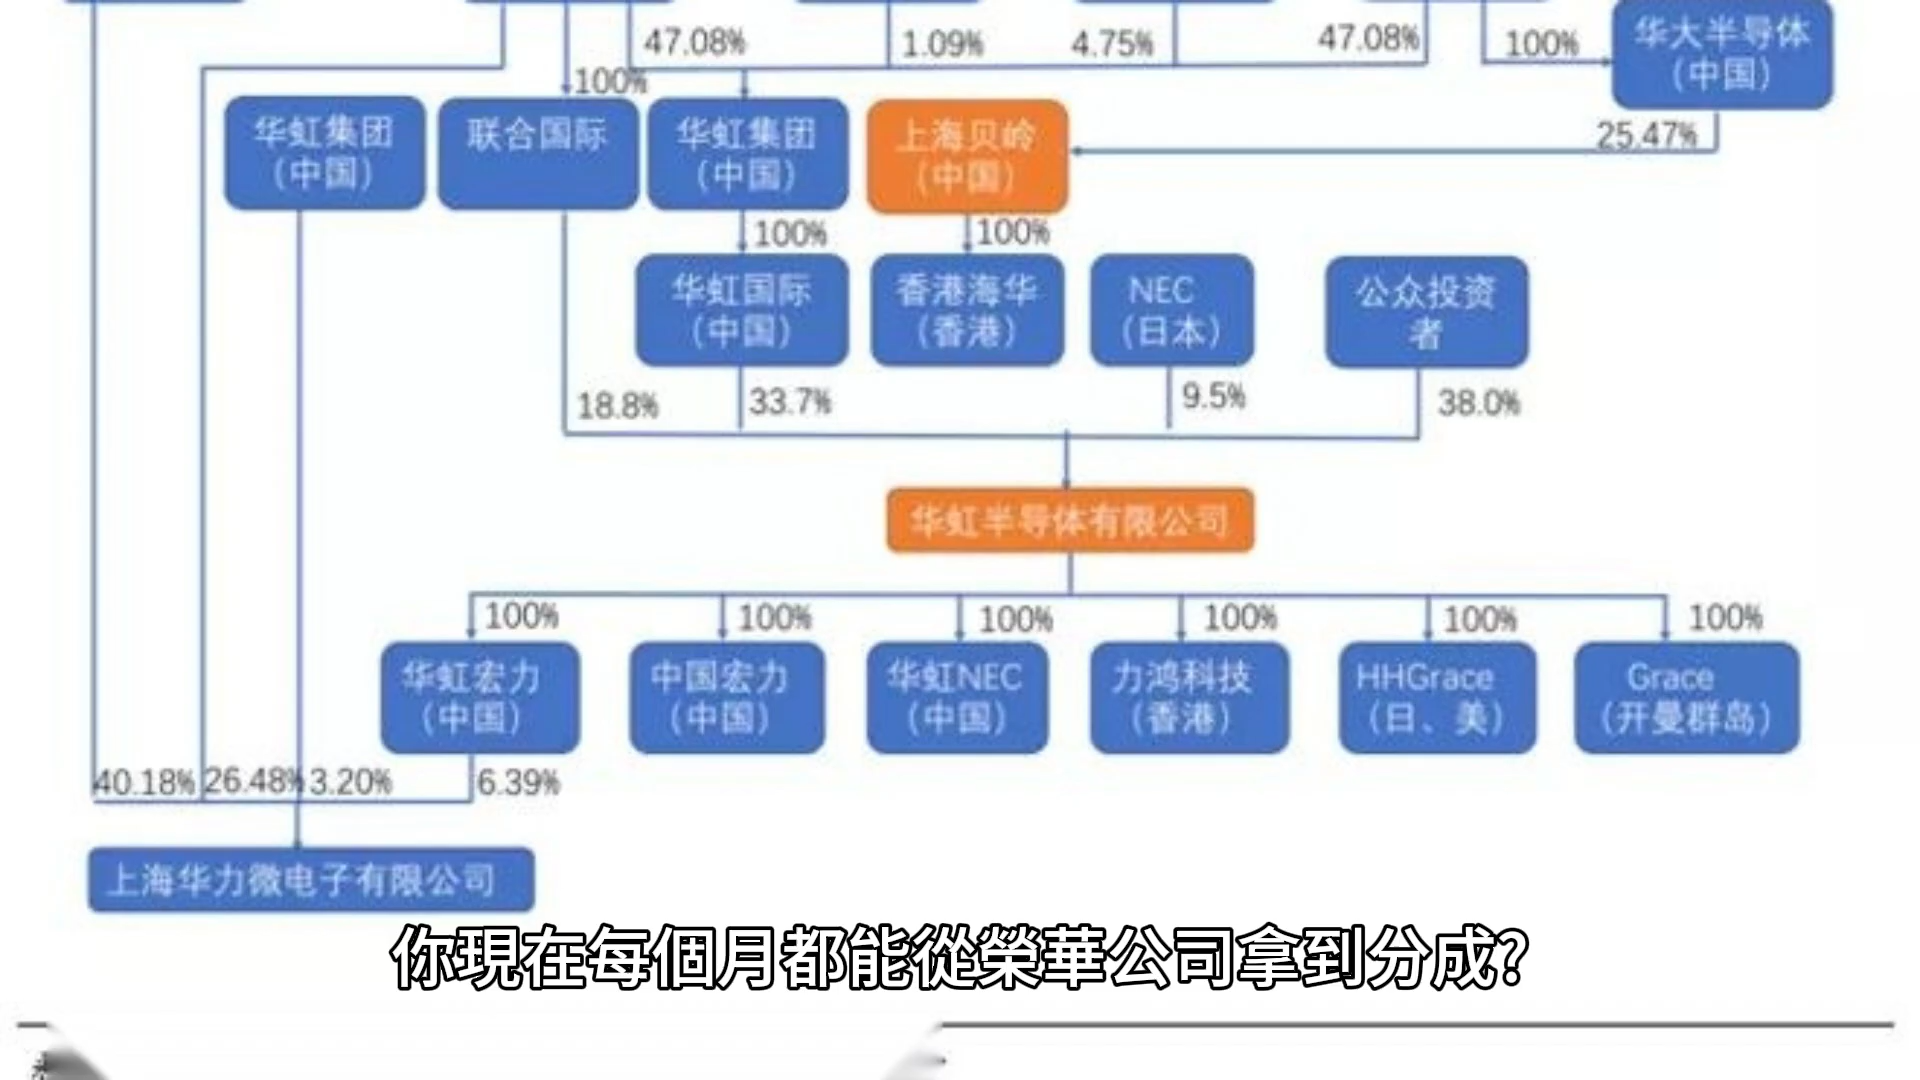 47.08%
1.09%
4.75%
47.08%
100%
华大半导体
（中国）
100%
25.47%
华虹集团
（中国）
联合国际
华虹集团
（中国）
上海贝岭
（中国）
100%
100%
华虹国际
（中国）
香港海华
（香港）
NEC
（日本）
公众投资
者
18.8%
33.7%
9.5%
38.0%
华虹半导体有限公司
100%
100%
100%
100%
100%
100%
华虹宏力
（中国）
中国宏力
（中国）
华虹NEC
（中国）
力鸿科技
（香港）
HHGrace
（日、美）
Grace
（开曼群岛）
40.18%
26.48%
3.20%
6.39%
上海华力微电子有限公司
你現在每個月都能從榮華公司拿到分成?